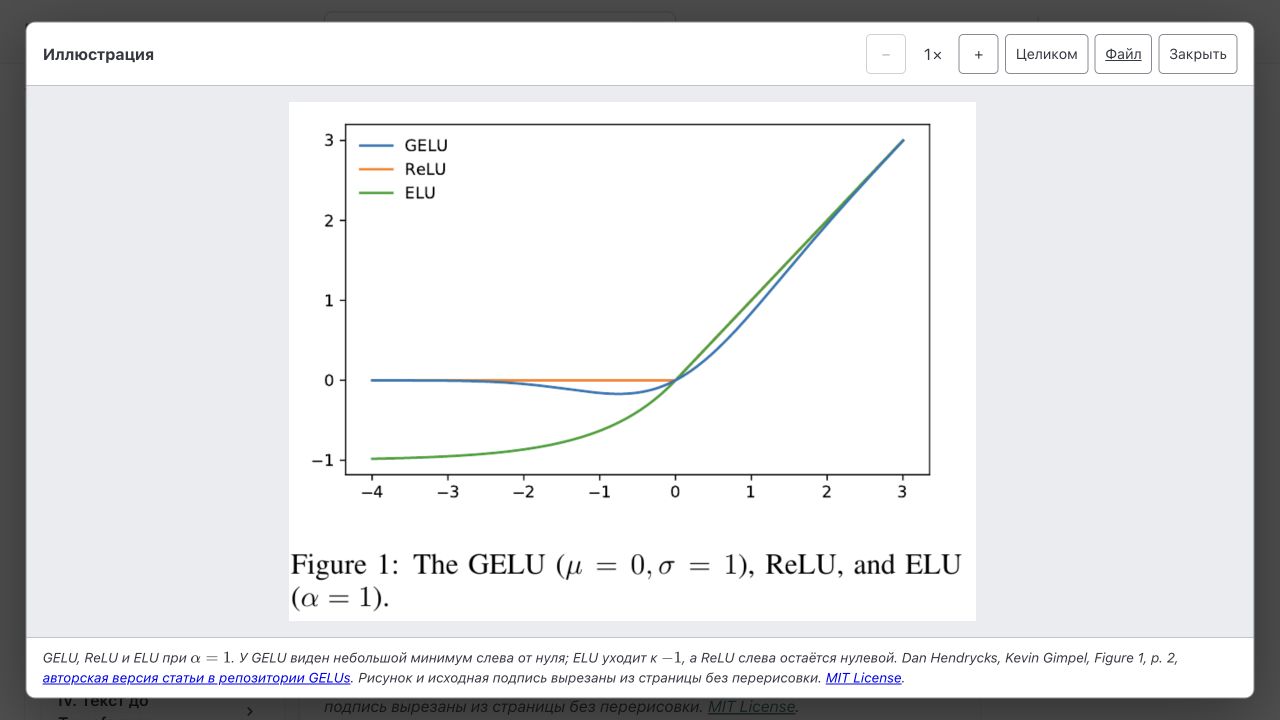 Иллюстрация
− 1× + Целиком Файл Закрыть
GELU
ReLU
ELU
3
2
1
0
−1
−4 −3 −2 −1 0 1 2 3
Figure 1: The GELU (μ = 0, σ = 1), ReLU, and ELU
(α = 1).
GELU, ReLU и ELU при α = 1. У GELU виден небольшой минимум слева от нуля; ELU уходит к −1, а ReLU слева остаётся нулевой. Dan Hendrycks, Kevin Gimpel, Figure 1, p. 2,
авторская версия статьи в репозитории GELUs. Рисунок и исходная подпись вырезаны из страницы без перерисовки. MIT License.
IV. Текст до
подпись вырезаны из страницы без перерисовки. MIT License.